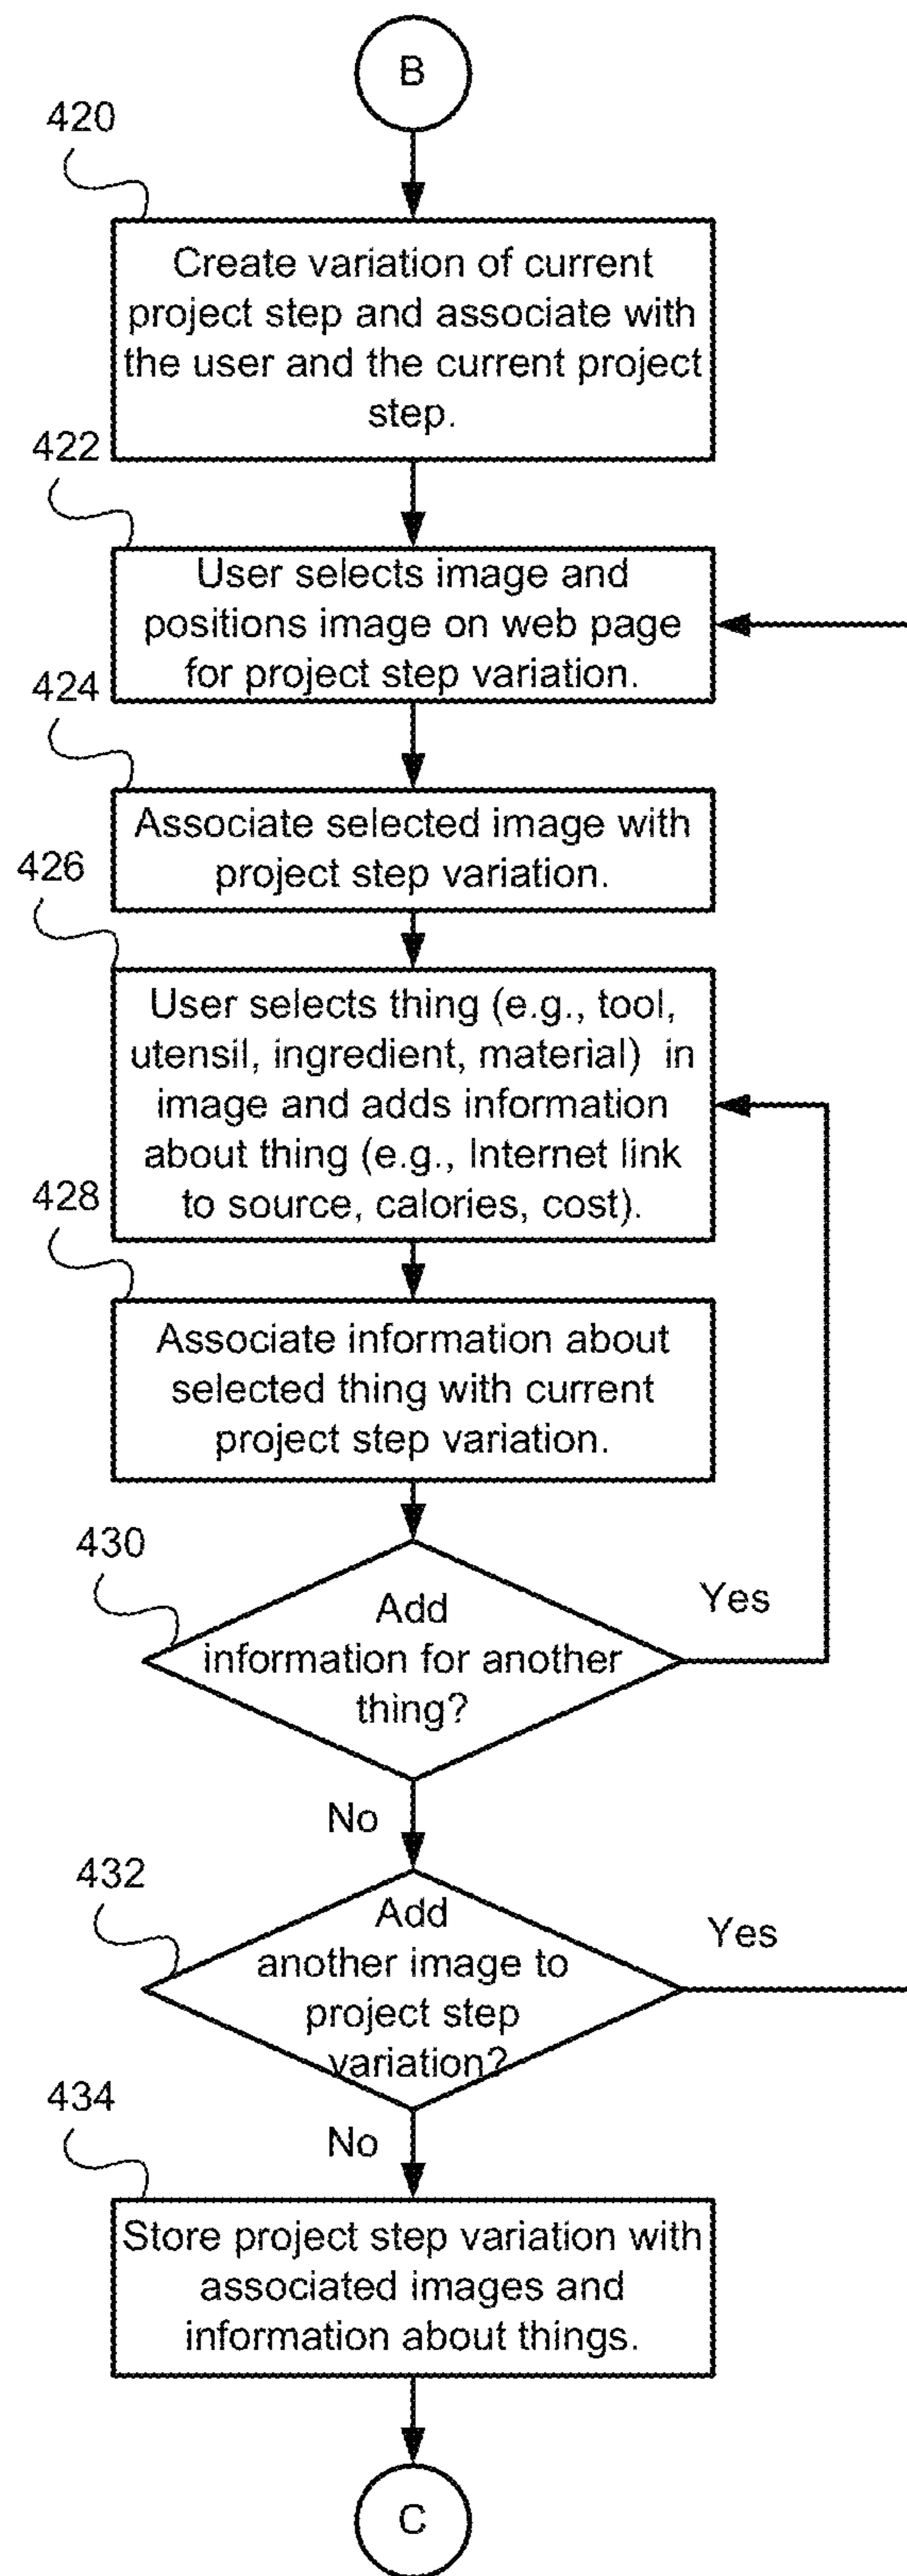 B
420
Create variation of current
project step and associate with
the user and the current project
step.
422
User selects image and
positions image on web page
for project step variation.
424
Associate selected image with
project step variation.
426
User selects thing (e.g., tool,
utensil, ingredient, material) in
image and adds information
about thing (e.g., Internet link
to source, calories, cost).
428
Associate information about
selected thing with current
project step variation.
430
Add
information for another
thing?
Yes
No
432
Add
another image to
project step
variation?
Yes
No
434
Store project step variation with
associated images and
information about things.
C